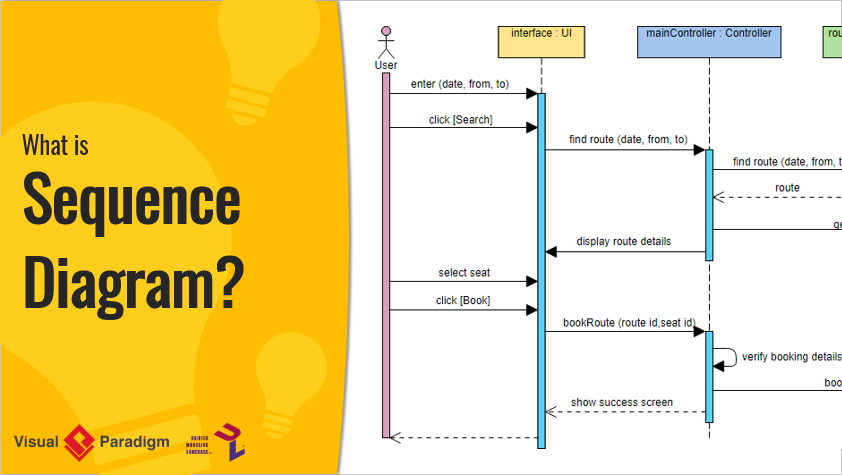 What is
Sequence
Diagram?
Visual Paradigm
UNIFIED
MODELING
LANGUAGE
User
interface : UI
mainController : Controller
rou
enter (date, from, to)
click [Search]
find route (date, from, to)
find route (date, from, t
route
ge
display route details
select seat
click [Book]
bookRoute (route id,seat id)
verify booking details
boo
show success screen